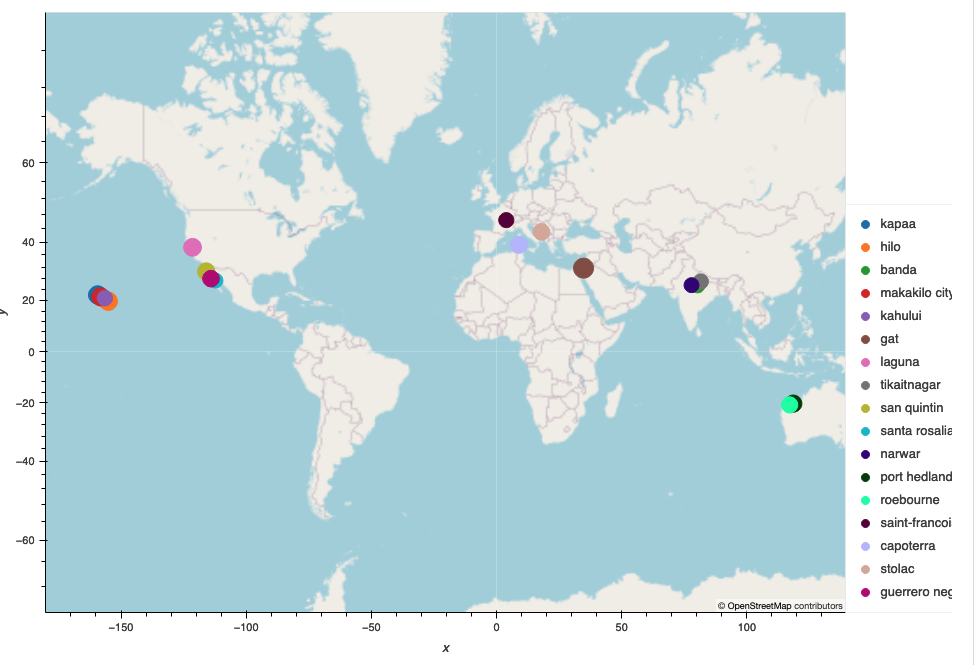 60
40
20
0
−20
−40
−60
y
−150
−100
−50
0
50
100
x
© OpenStreetMap contributors
kapaa
hilo
banda
makakilo city
kahului
gat
laguna
tikaitnagar
san quintin
santa rosalia
narwar
port hedland
roebourne
saint-francoi
capoterra
stolac
guerrero neg